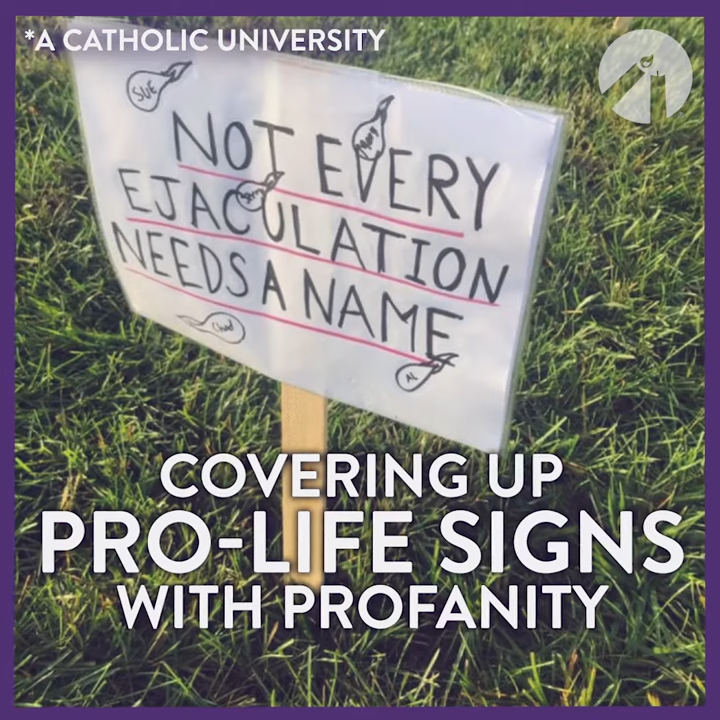 *A CATHOLIC UNIVERSITY
SUE
NOT EVERY
EJACULATION
NEEDS A NAME
Chad
AL
COVERING UP
PRO-LIFE SIGNS
WITH PROFANITY